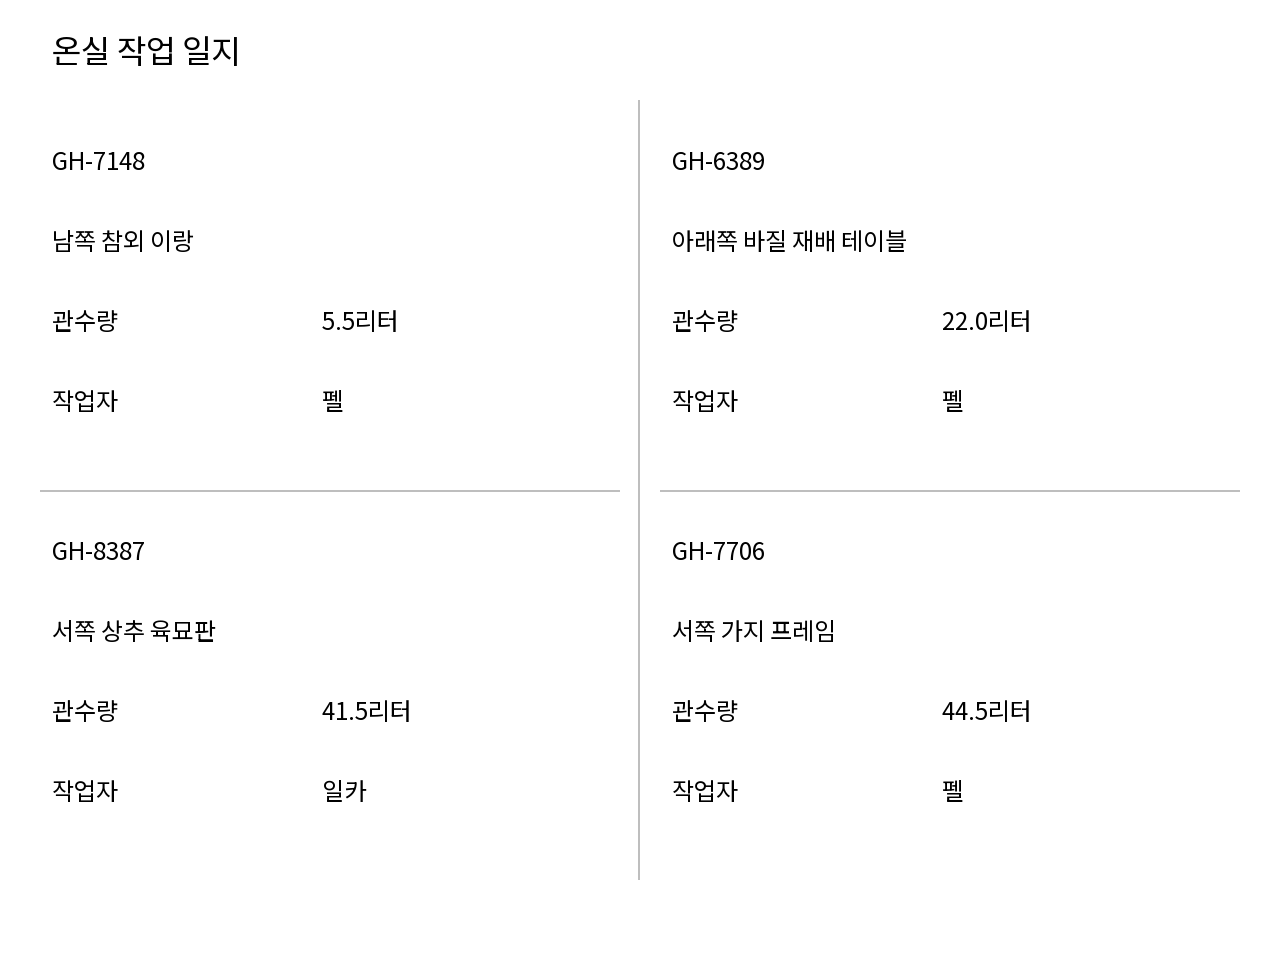 온실 작업 일지
GH-7148
남쪽 참외 이랑
관수량 5.5리터
작업자 펠
GH-8387
서쪽 상추 육묘판
관수량 41.5리터
작업자 일카
GH-6389
아래쪽 바질 재배 테이블
관수량 22.0리터
작업자 펠
GH-7706
서쪽 가지 프레임
관수량 44.5리터
작업자 펠